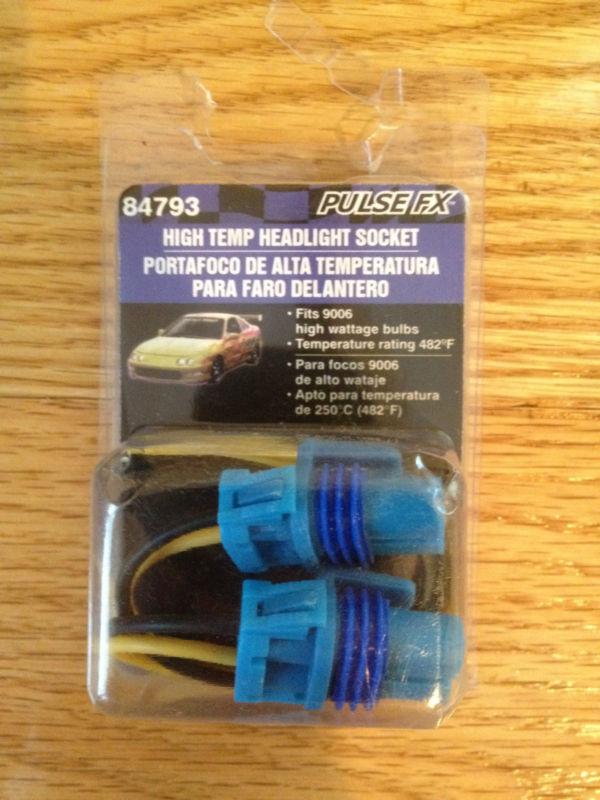 84793
PULSE FX™
HIGH TEMP HEADLIGHT SOCKET
PORTAFOCO DE ALTA TEMPERATURA
PARA FARO DELANTERO
• Fits 9006
high wattage bulbs
• Temperature rating 482°F
• Para focos 9006
de alto wataje
• Apto para temperatura
de 250°C (482°F)